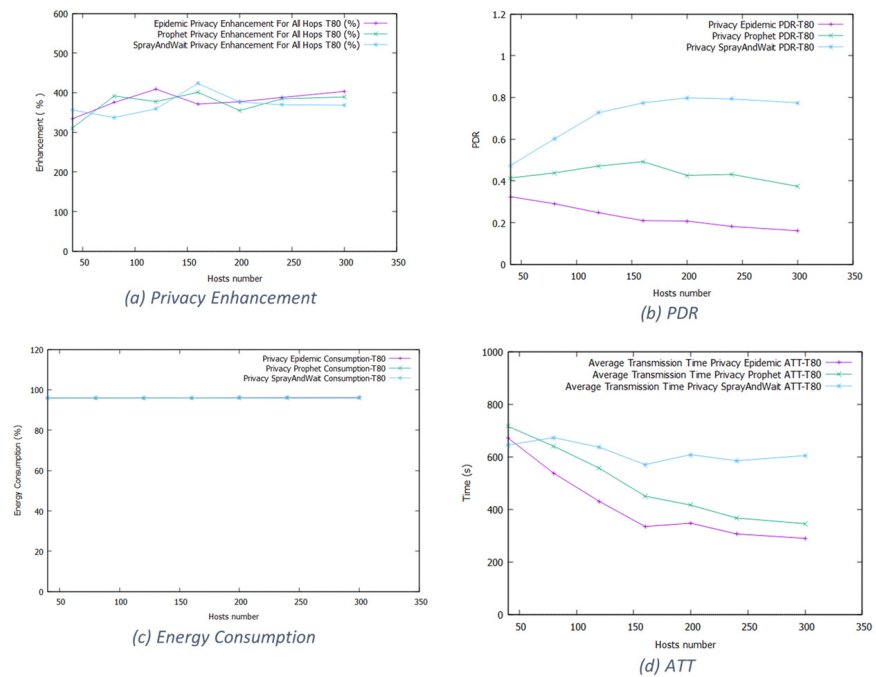 600
500
400
300
200
100
0
Enhancement ( % )
Epidemic Privacy Enhancement For All Hops T80 (%)
Prophet Privacy Enhancement For All Hops T80 (%)
SprayAndWait Privacy Enhancement For All Hops T80 (%)
50 100 150 200 250 300 350
Hosts number
(a) Privacy Enhancement
1.2
1
0.8
0.6
0.4
0.2
0
PDR
Privacy Epidemic PDR-T80
Privacy Prophet PDR-T80
Privacy SprayAndWait PDR-T80
50 100 150 200 250 300 350
Hosts number
(b) PDR
120
100
80
60
40
20
0
Energy Consumption (%)
Privacy Epidemic Consumption-T80
Privacy Prophet Consumption-T80
Privacy SprayAndWait Consumption-T80
50 100 150 200 250 300 350
Hosts number
(c) Energy Consumption
1000
800
600
400
200
0
Time (s)
Average Transmission Time Privacy Epidemic ATT-T80
Average Transmission Time Privacy Prophet ATT-T80
Average Transmission Time Privacy SprayAndWait ATT-T80
50 100 150 200 250 300 350
Hosts number
(d) ATT